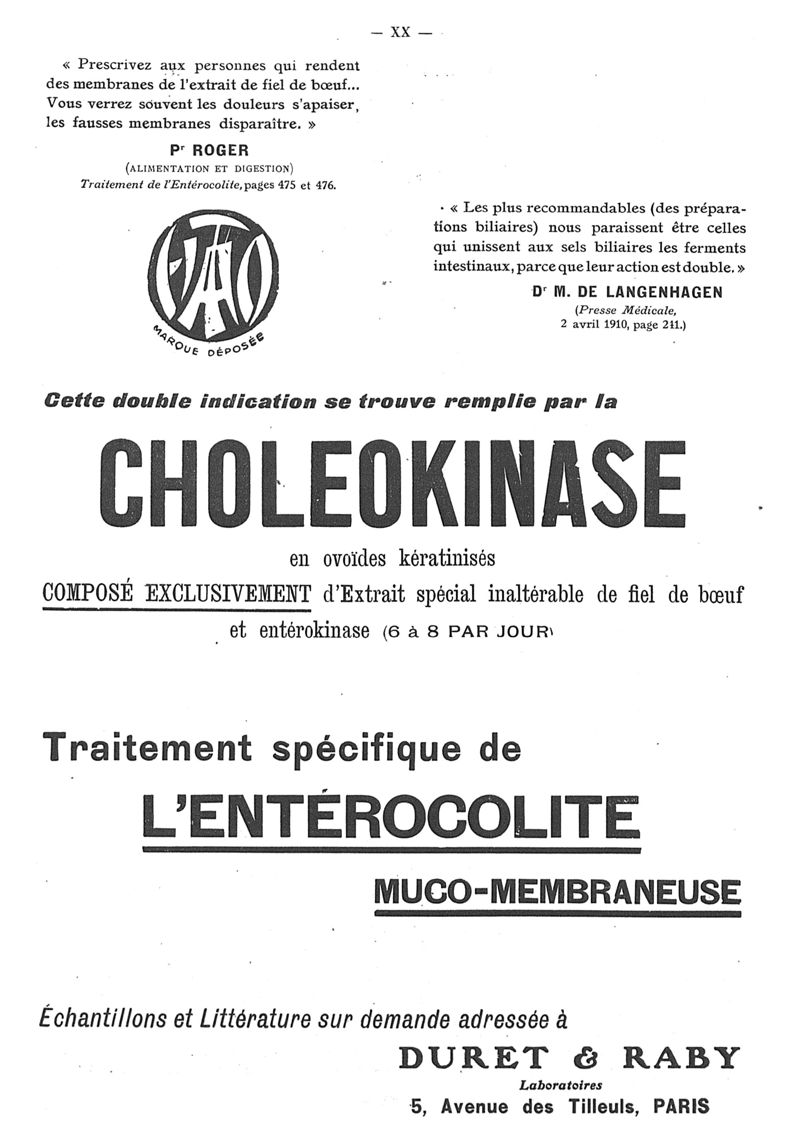 — XX —
« Prescrivez aux personnes qui rendent
des membranes de l'extrait de fiel de bœuf...
Vous verrez souvent les douleurs s'apaiser,
les fausses membranes disparaître. »
Pr ROGER
(ALIMENTATION ET DIGESTION)
Traitement de l'Entérocolite, pages 475 et 476.
MARQUE DÉPOSÉE
« Les plus recommandables (des prépara-
tions biliaires) nous paraissent être celles
qui unissent aux sels biliaires les ferments
intestinaux, parce que leur action est double. »
Dr M. DE LANGENHAGEN
(Presse Médicale,
2 avril 1910, page 211.)
Cette double indication se trouve remplie par la
CHOLEOKINASE
en ovoïdes kératinisés
COMPOSÉ EXCLUSIVEMENT d'Extrait spécial inaltérable de fiel de bœuf
et entérokinase (6 à 8 PAR JOUR)
Traitement spécifique de
L'ENTÉROCOLITE
MUCO-MEMBRANEUSE
Échantillons et Littérature sur demande adressée à
DURET & RABY
Laboratoires
5, Avenue des Tilleuls, PARIS